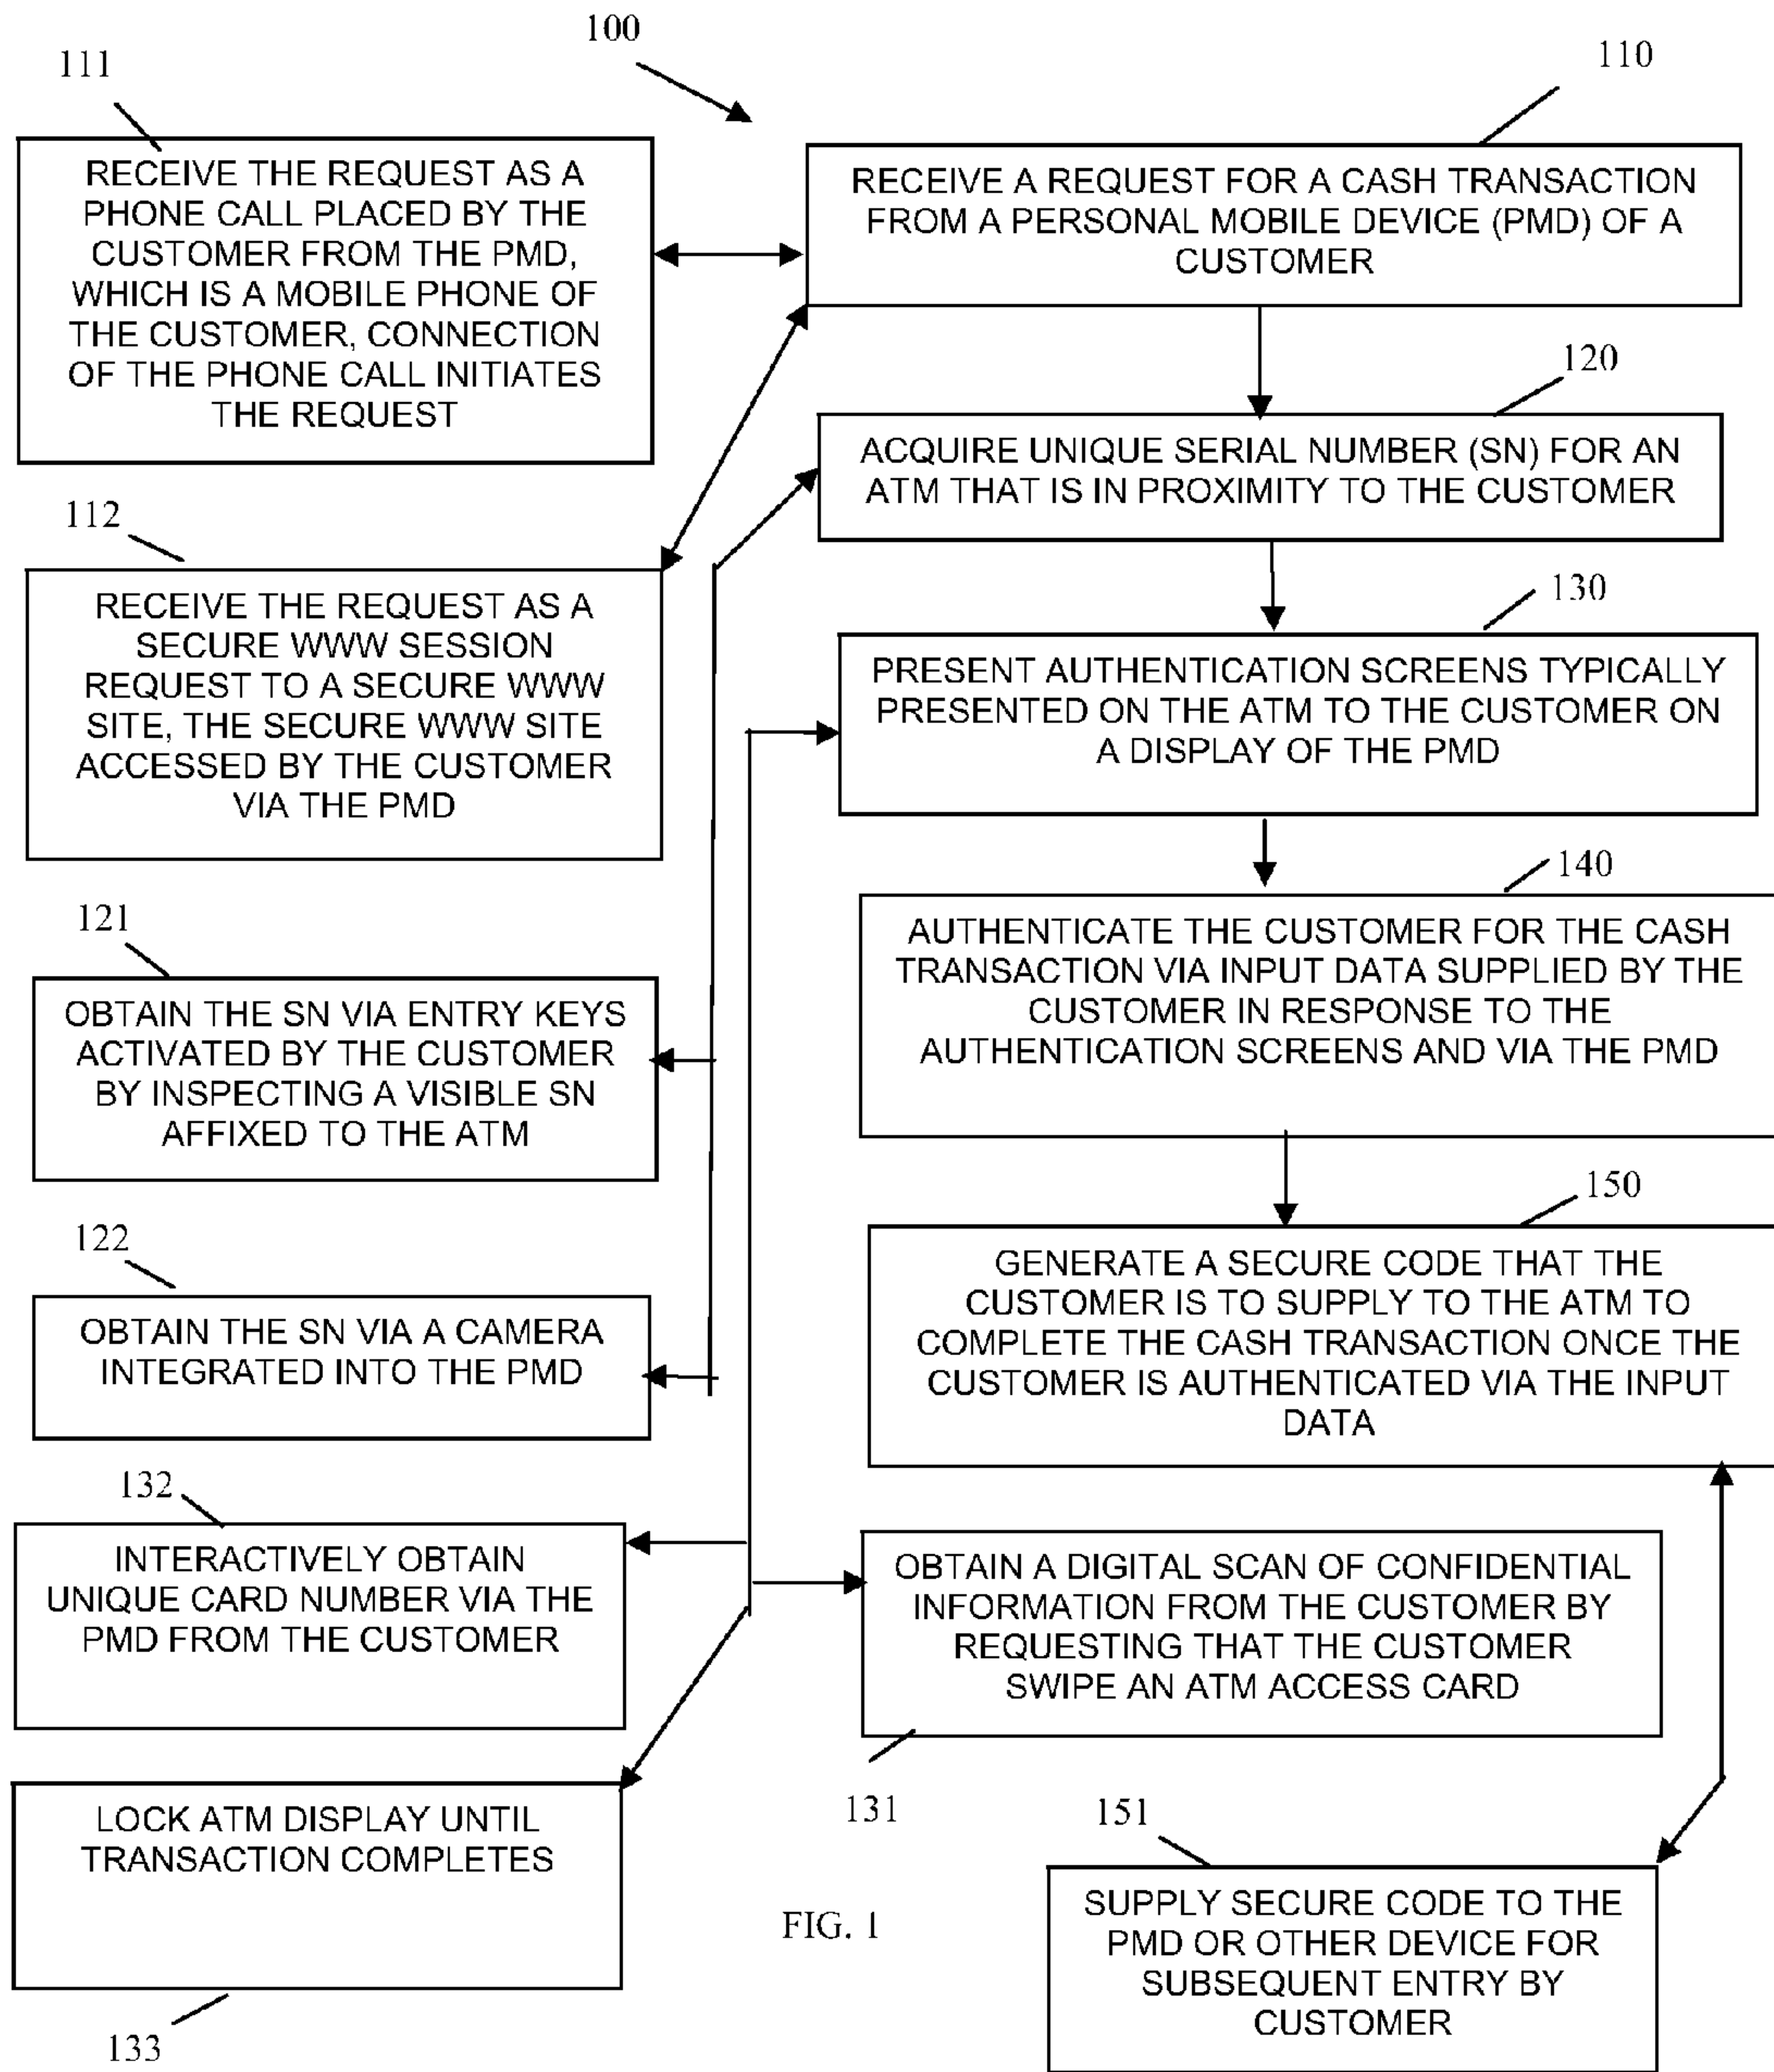 100
111
RECEIVE THE REQUEST AS A
PHONE CALL PLACED BY THE
CUSTOMER FROM THE PMD,
WHICH IS A MOBILE PHONE OF
THE CUSTOMER, CONNECTION
OF THE PHONE CALL INITIATES
THE REQUEST
110
RECEIVE A REQUEST FOR A CASH TRANSACTION
FROM A PERSONAL MOBILE DEVICE (PMD) OF A
CUSTOMER
112
RECEIVE THE REQUEST AS A
SECURE WWW SESSION
REQUEST TO A SECURE WWW
SITE, THE SECURE WWW SITE
ACCESSED BY THE CUSTOMER
VIA THE PMD
120
ACQUIRE UNIQUE SERIAL NUMBER (SN) FOR AN
ATM THAT IS IN PROXIMITY TO THE CUSTOMER
130
PRESENT AUTHENTICATION SCREENS TYPICALLY
PRESENTED ON THE ATM TO THE CUSTOMER ON
A DISPLAY OF THE PMD
121
OBTAIN THE SN VIA ENTRY KEYS
ACTIVATED BY THE CUSTOMER
BY INSPECTING A VISIBLE SN
AFFIXED TO THE ATM
140
AUTHENTICATE THE CUSTOMER FOR THE CASH
TRANSACTION VIA INPUT DATA SUPPLIED BY THE
CUSTOMER IN RESPONSE TO THE
AUTHENTICATION SCREENS AND VIA THE PMD
122
OBTAIN THE SN VIA A CAMERA
INTEGRATED INTO THE PMD
150
GENERATE A SECURE CODE THAT THE
CUSTOMER IS TO SUPPLY TO THE ATM TO
COMPLETE THE CASH TRANSACTION ONCE THE
CUSTOMER IS AUTHENTICATED VIA THE INPUT
DATA
132
INTERACTIVELY OBTAIN
UNIQUE CARD NUMBER VIA THE
PMD FROM THE CUSTOMER
OBTAIN A DIGITAL SCAN OF CONFIDENTIAL
INFORMATION FROM THE CUSTOMER BY
REQUESTING THAT THE CUSTOMER
SWIPE AN ATM ACCESS CARD
131
LOCK ATM DISPLAY UNTIL
TRANSACTION COMPLETES
133
151
SUPPLY SECURE CODE TO THE
PMD OR OTHER DEVICE FOR
SUBSEQUENT ENTRY BY
CUSTOMER
FIG. 1